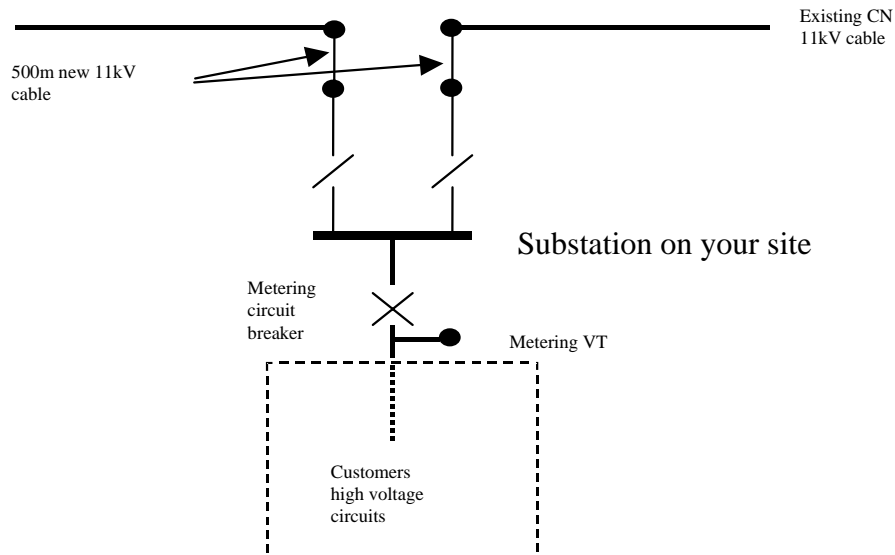 Existing CN
11kV cable
500m new 11kV
cable
Substation on your site
Metering
circuit
breaker
Metering VT
Customers
high voltage
circuits